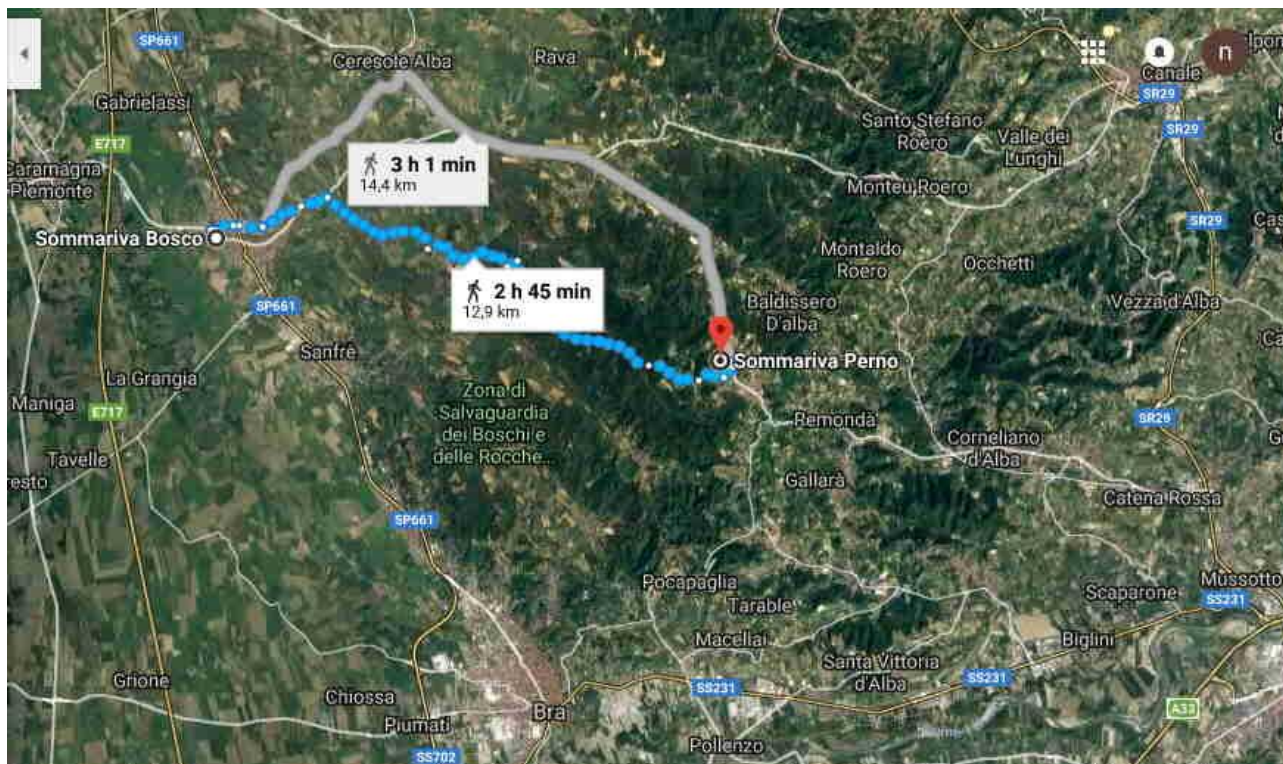 SP661
Ceresole Alba
Rava
n
Canale
SR29
Gabrielassi
Santo Stefano
Roero
Valle dei
Lunghi
SR29
E717
Caramagna
Piemonte
3 h 1 min
14,4 km
Monteu Roero
SR29
Sommariva Bosco
Montaldo
Roero
Occhetti
2 h 45 min
12,9 km
Baldissero
D'alba
Vezza d'Alba
SP661
Sanfrè
Sommariva Perno
La Grangia
Maniga
E717
Zona di
Salvaguardia
dei Boschi e
delle Rocche...
Remonda
SR29
Corneliano
d'Alba
Tavelle
Gallarà
Catena Rossa
SP661
Pocapaglia
Tarable
Scaparone
Mussotto
SS231
Macellai
Biglini
Santa Vittoria
d'Alba
Grione
SS231
SS231
Chiossa
Piumati
Bra
A33
Pollenzo
SS702